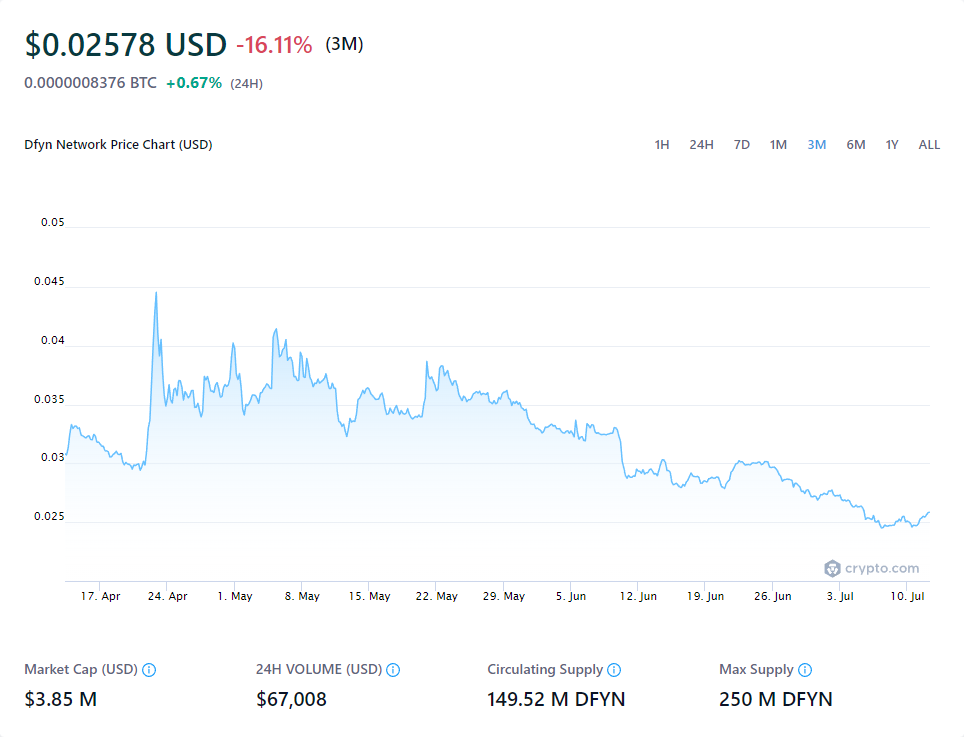 $0.02578 USD -16.11% (3M)
0.0000008376 BTC +0.67% (24H)
Dfyn Network Price Chart (USD) 1H 24H 7D 1M 3M 6M 1Y ALL
0.05
0.045
0.04
0.035
0.03
0.025
crypto.com
17. Apr 24. Apr 1. May 8. May 15. May 22. May 29. May 5. Jun 12. Jun 19. Jun 26. Jun 3. Jul 10. Jul
Market Cap (USD) 24H VOLUME (USD) Circulating Supply Max Supply
$3.85 M $67,008 149.52 M DFYN 250 M DFYN